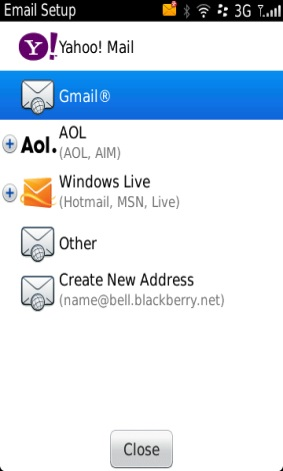 Email Setup 3G
Y! Yahoo! Mail
Gmail®
Aol. AOL
(AOL, AIM)
Windows Live
(Hotmail, MSN, Live)
Other
Create New Address
(name@bell.blackberry.net)
Close